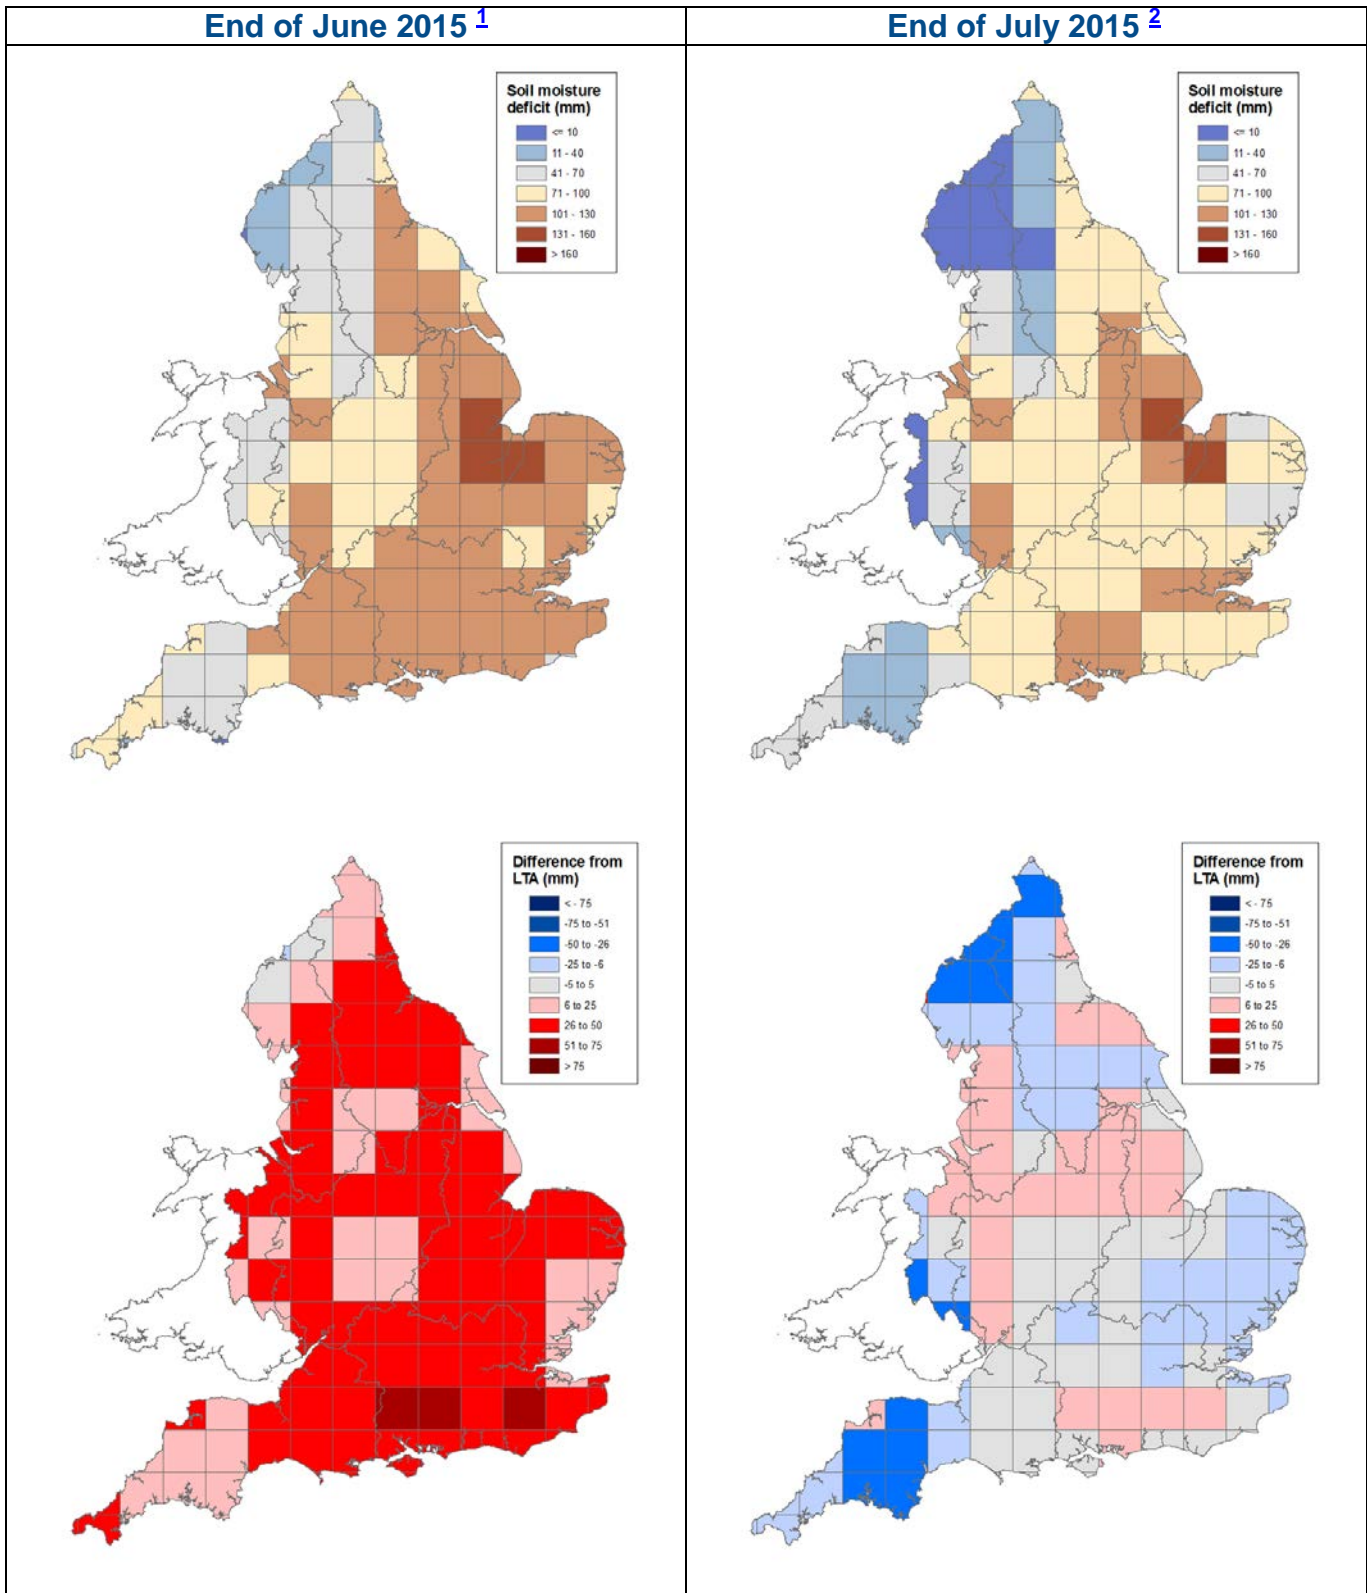 End of June 2015 1
End of July 2015 2
Soil moisture
deficit (mm)
<= 10
11 - 40
41 - 70
71 - 100
101 - 130
131 - 160
> 160
Soil moisture
deficit (mm)
<= 10
11 - 40
41 - 70
71 - 100
101 - 130
131 - 160
> 160
Difference from
LTA (mm)
< - 75
-75 to -51
-50 to -26
-25 to -6
-5 to 5
6 to 25
26 to 50
51 to 75
> 75
Difference from
LTA (mm)
< - 75
-75 to -51
-50 to -26
-25 to -6
-5 to 5
6 to 25
26 to 50
51 to 75
> 75